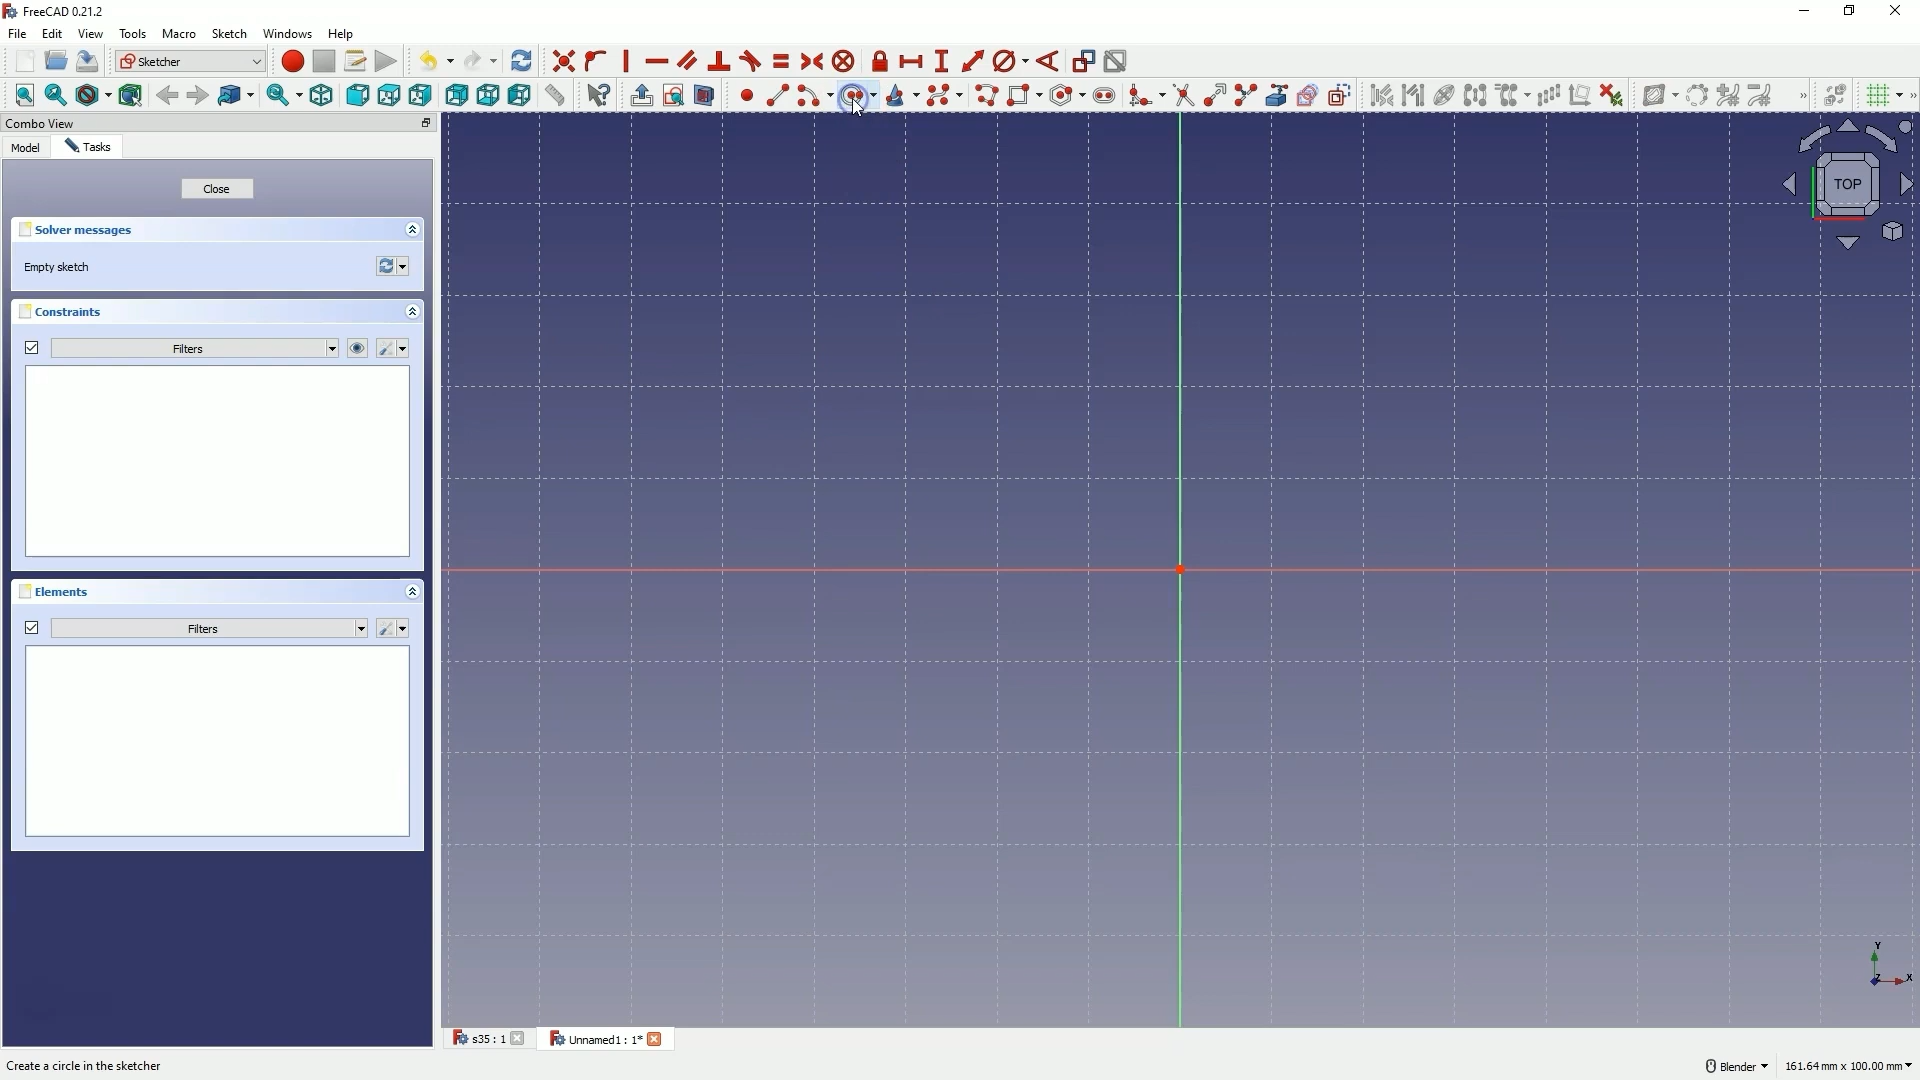 FreeCAD 0.21.2
File Edit View Tools Macro Sketch Windows Help
Sketcher
Combo View
Model Tasks
TOP
Close
Solver messages
Empty sketch
Constraints
Filters
Elements
Filters
Y
Z X
s35 : 1 Unnamed1 : 1*
Create a circle in the sketcher Blender 161.64 mm x 100.00 mm